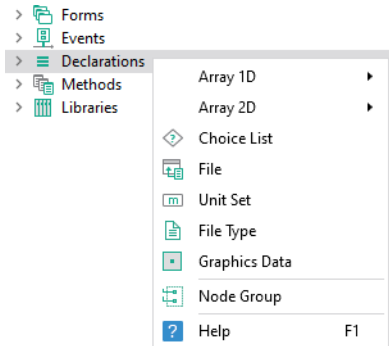 Forms
Events
Declarations
Methods
Libraries
Array 1D
Array 2D
Choice List
File
m Unit Set
File Type
Graphics Data
Node Group
? Help F1